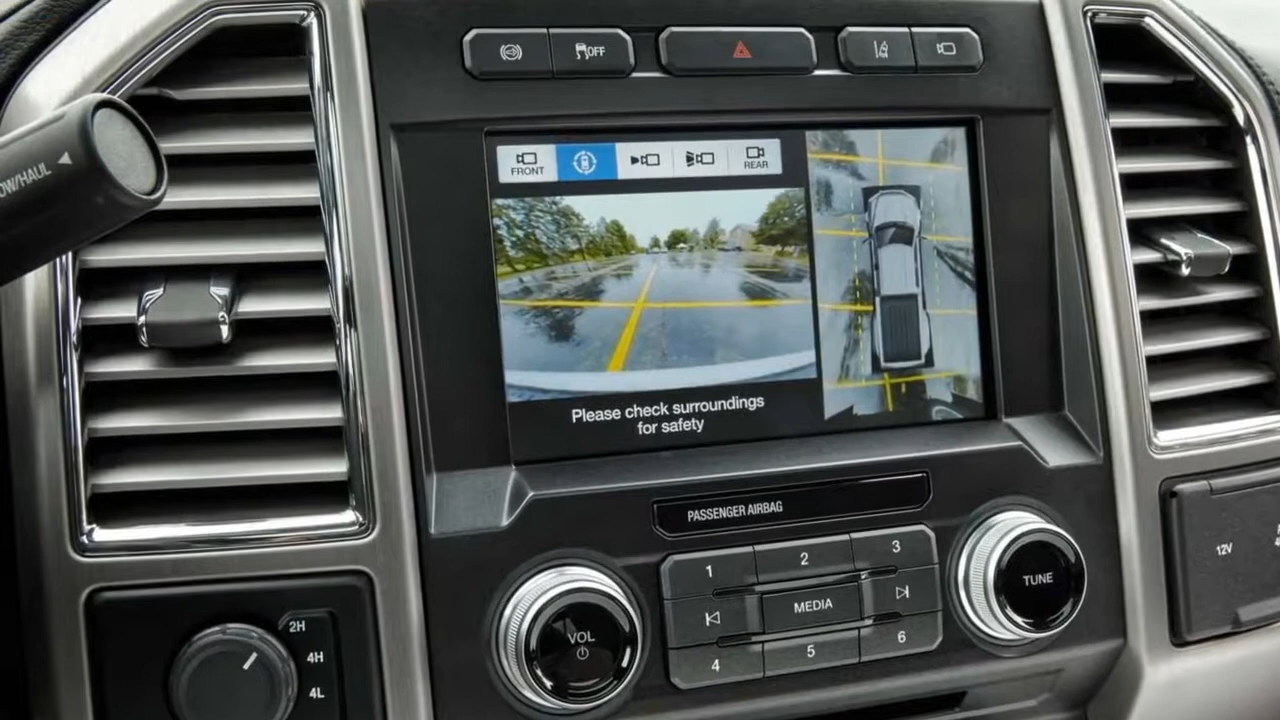 OFF
OW/HAUL
FRONT
REAR
Please check surroundings
for safety
PASSENGER AIRBAG
1 2 3
MEDIA
4 5 6
VOL
TUNE
2H
4H
4L
12V